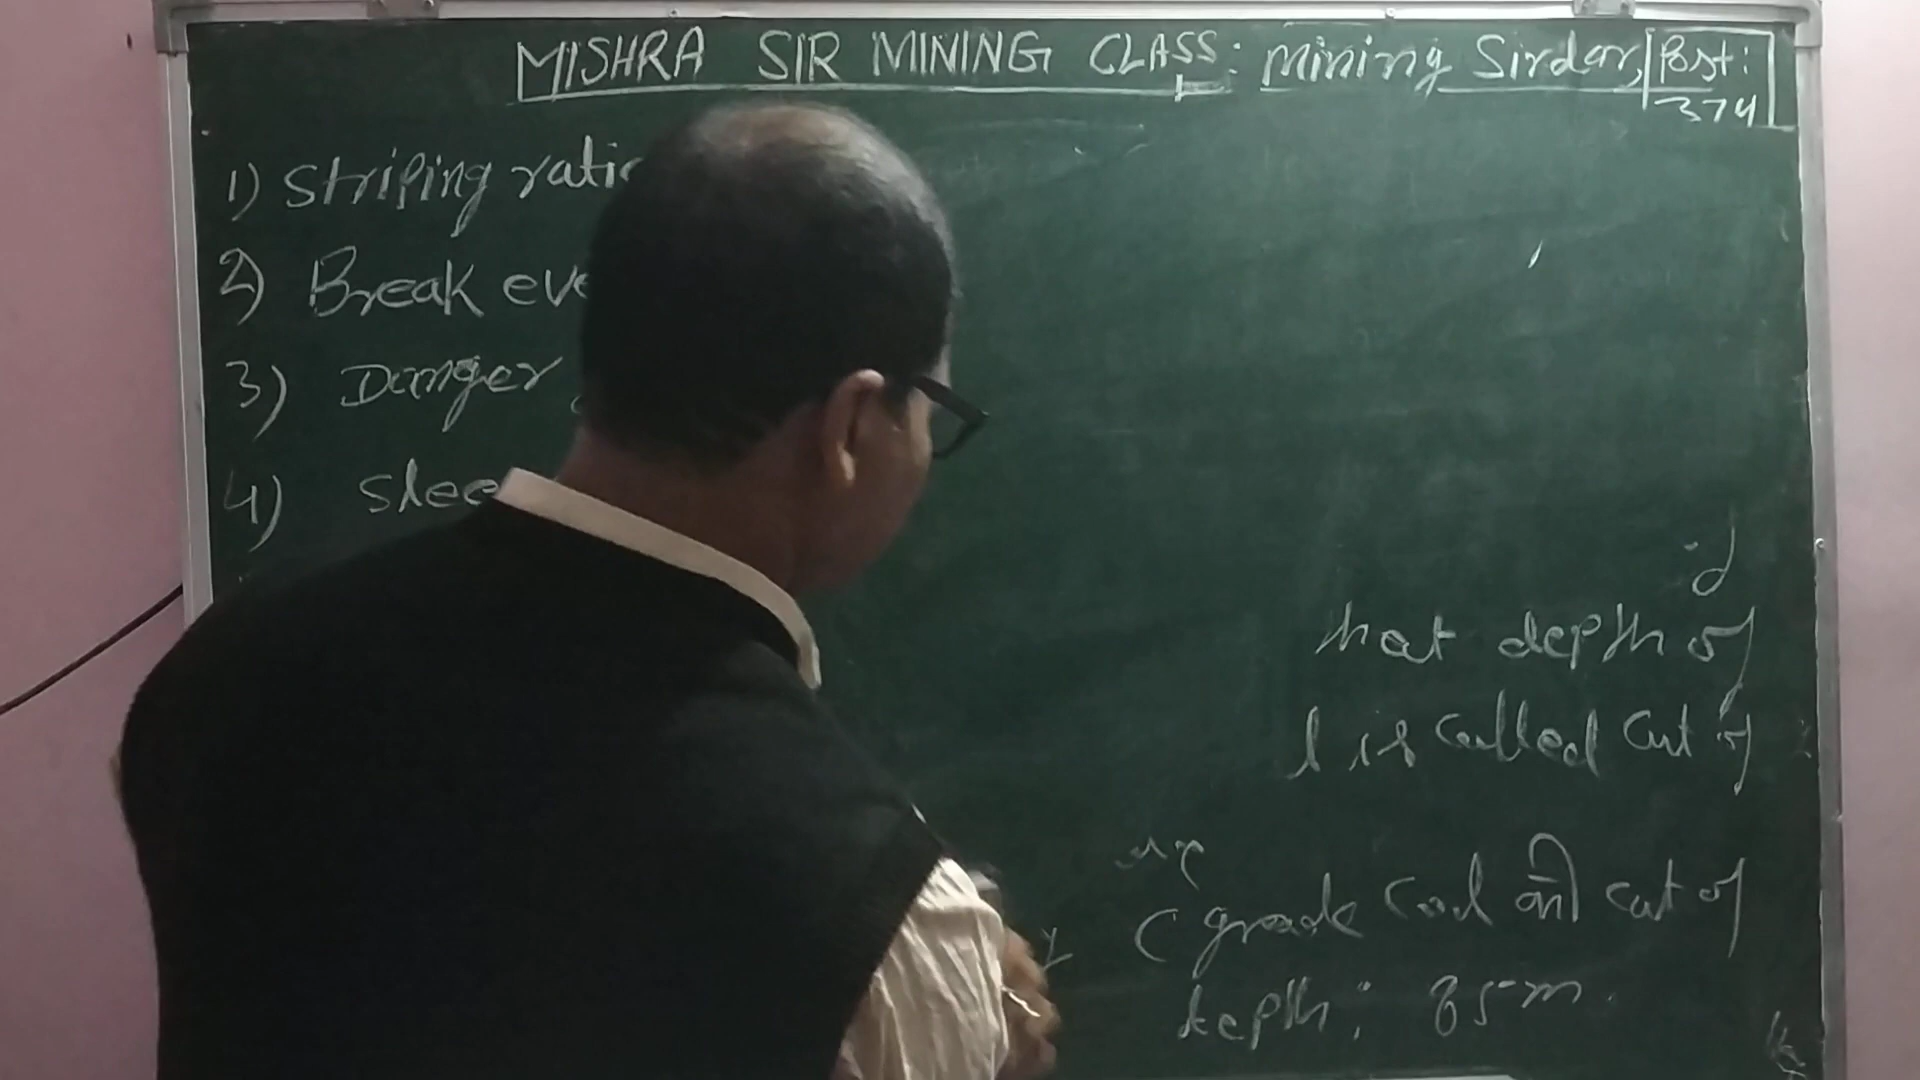 MISHRA SIR MINING CLASS: Mining Sirdar, Post: 374
1) Striping ratio
2) Break eve
3) Danger
4) Slee
that depth of
l is called Cut of
C grade Coal की cut of
depth: 85m.